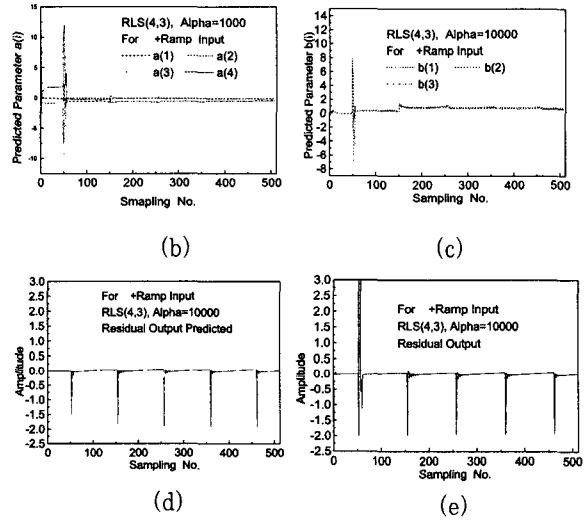 RLS(4,3), Alpha=1000
For +Ramp Input
a(1) a(2)
a(3) a(4)
Predicted Parameter a(i)
10
5
0
-5
-10
0 100 200 300 400 500
Smapling No.
(b)
14
12
10
8
6
4
2
0
-2
-4
-6
-8
RLS(4,3), Alpha=10000
For +Ramp Input
b(1) b(2)
b(3)
Predicted Parameter b(i)
0 100 200 300 400 500
Sampling No.
(c)
3.0
2.5
2.0
1.5
1.0
0.5
0.0
-0.5
-1.0
-1.5
-2.0
-2.5
For +Ramp Input
RLS(4,3), Alpha=10000
Residual Output Predicted
Amplitude
0 100 200 300 400 500
Sampling No.
(d)
3.0
2.5
2.0
1.5
1.0
0.5
0.0
-0.5
-1.0
-1.5
-2.0
-2.5
For +Ramp Input
RLS(4,3), Alpha=10000
Residual Output
Amplitude
0 100 200 300 400 500
Sampling No.
(e)